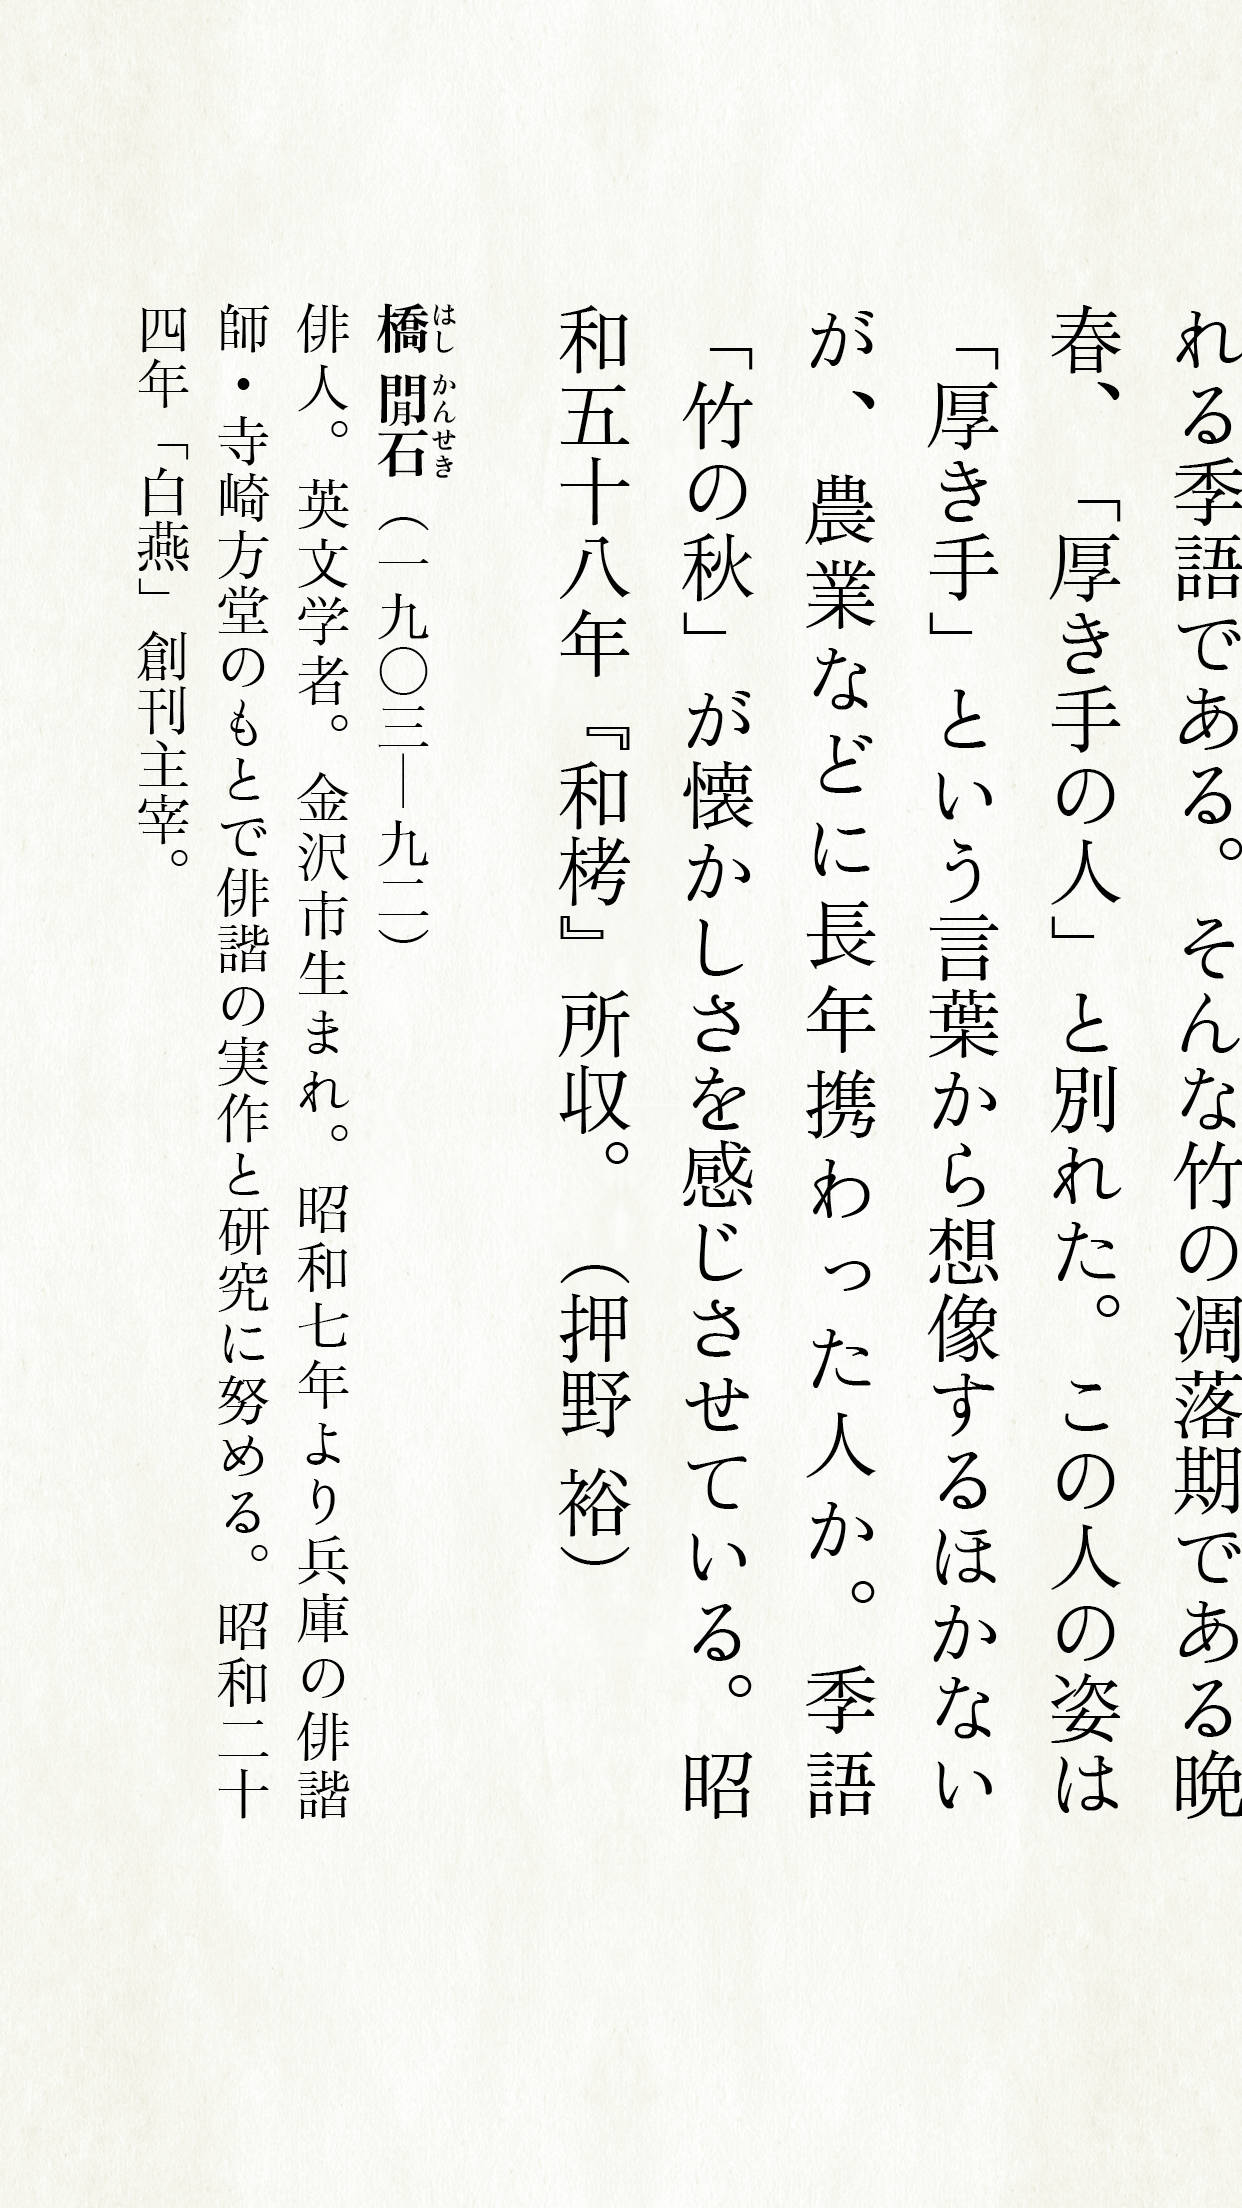 れる季語である。そんな竹の凋落期である晩
春、「厚き手の人」と別れた。この人の姿は
「厚き手」という言葉から想像するほかない
が、農業などに長年携わった人か。季語
「竹の秋」が懐かしさを感じさせている。昭
和五十八年『和栲』所収。（押野 裕）
橋 閒石（一九〇三―九二）
はし かんせき
俳人。英文学者。金沢市生まれ。昭和七年より兵庫の俳諧
師・寺崎方堂のもとで俳諧の実作と研究に努める。昭和二十
四年「白燕」創刊主宰。